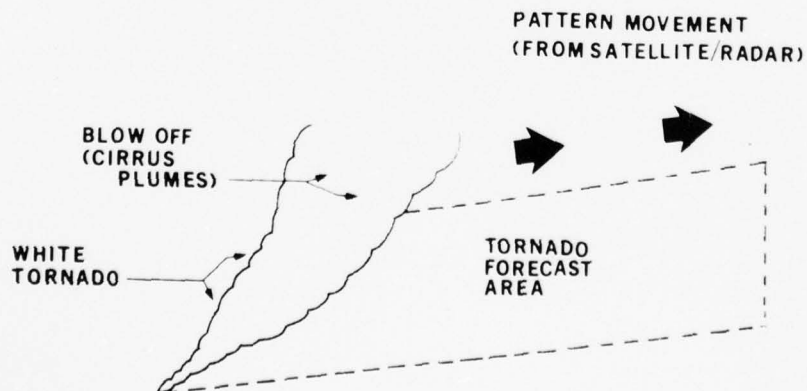 PATTERN MOVEMENT
(FROM SATELLITE/RADAR)
BLOW OFF
(CIRRUS
PLUMES)
WHITE
TORNADO
TORNADO
FORECAST
AREA